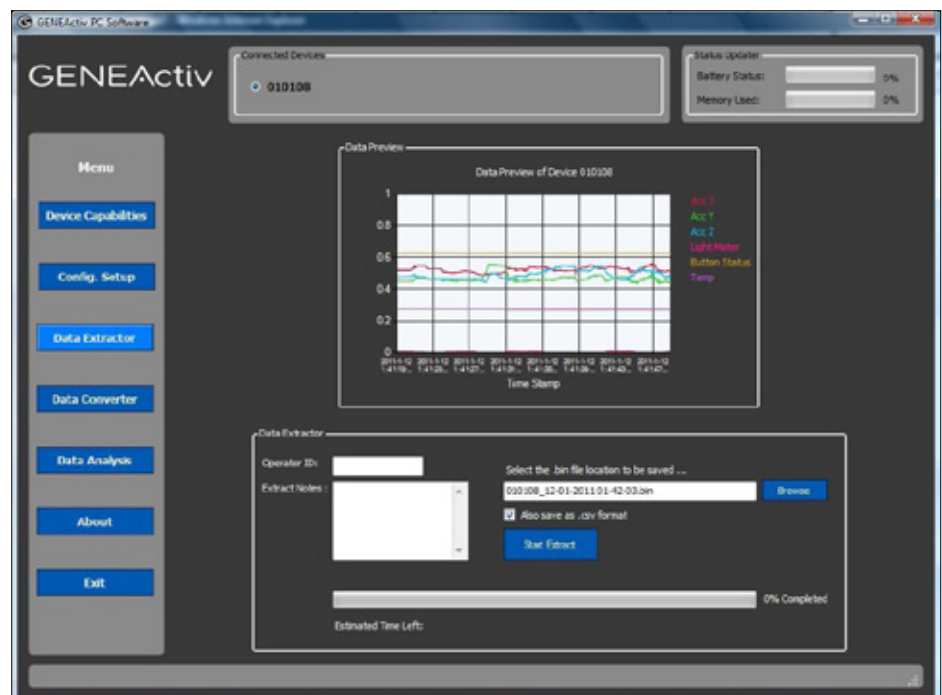 GENEActiv PC Software
GENEActiv
Connected Devices
010108
Status Updater
Battery Status:
0%
Memory Used:
0%
Menu
Device Capabilities
Config. Setup
Data Extractor
Data Converter
Data Analysis
About
Exit
Data Preview
Data Preview of Device 010108
1
0.8
0.6
0.4
0.2
0
Acc X
Acc Y
Acc Z
Light Meter
Button Status
Temp
Time Stamp
Data Extractor
Operator ID:
Extract Notes :
Select the .bin file location to be saved ...
010108_12-01-2011 01-42-03.bin
Browse
Also save as .csv format
Start Extract
0% Completed
Estimated Time Left: